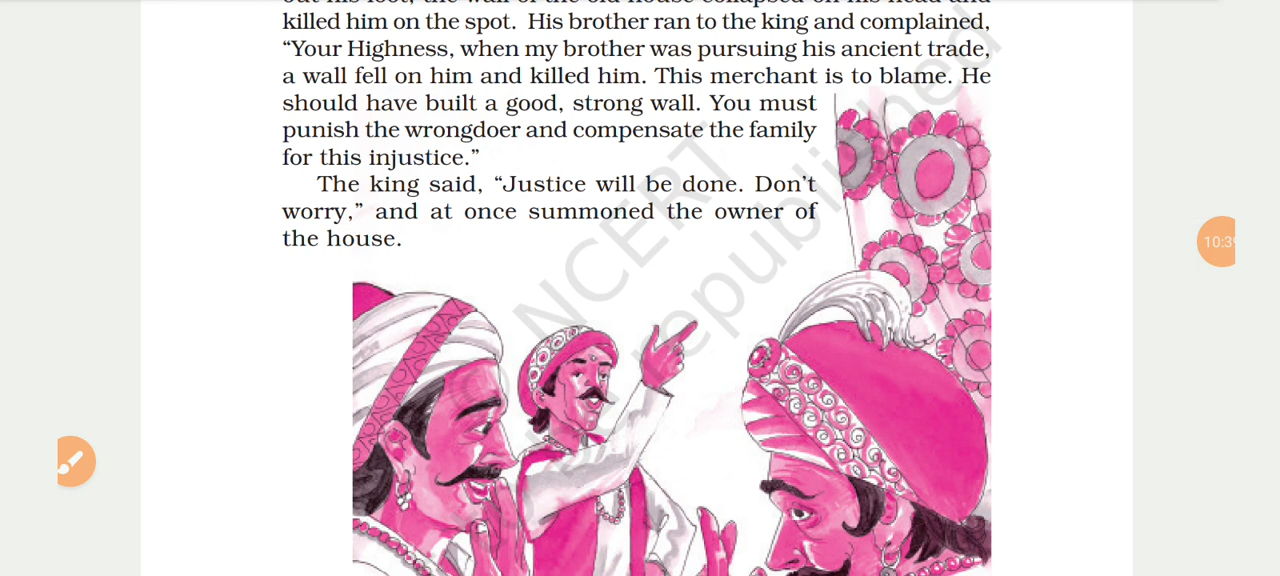 killed him on the spot. His brother ran to the king and complained,
“Your Highness, when my brother was pursuing his ancient trade,
a wall fell on him and killed him. This merchant is to blame. He
should have built a good, strong wall. You must
punish the wrongdoer and compensate the family
for this injustice.”
The king said, “Justice will be done. Don’t
worry,” and at once summoned the owner of
the house.
NCERT
republished